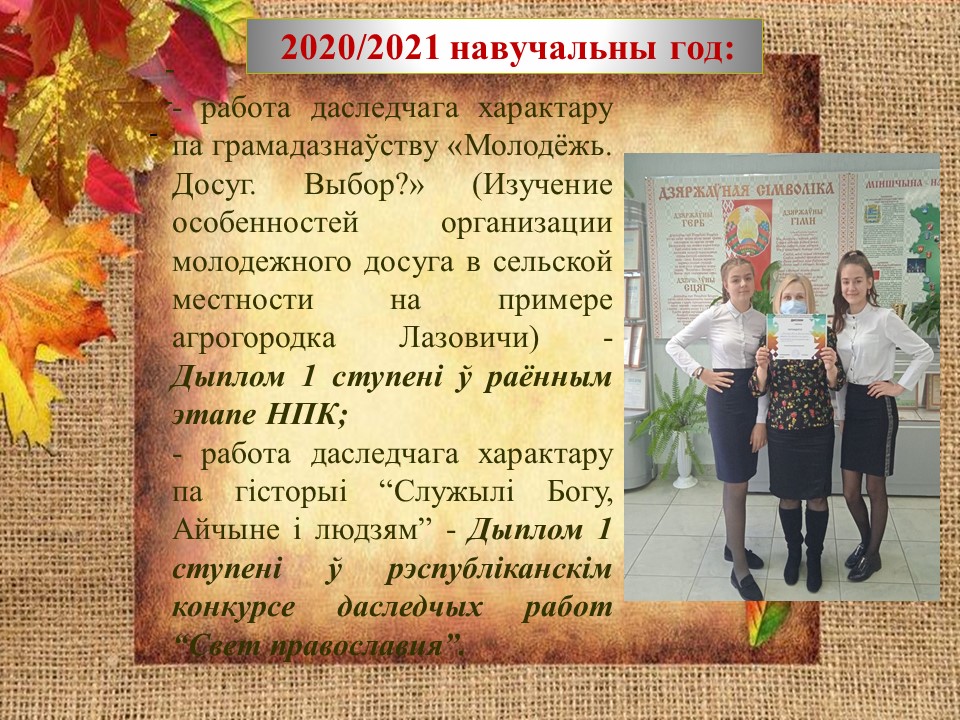 2020/2021 навучальны год:
-
- работа даследчага характару
па грамадазнаўству «Молодёжь.
Досуг. Выбор?» (Изучение
особенностей организации
молодежного досуга в сельской
местности на примере
агрогородка Лазовичи) -
Дыплом 1 ступені ў раённым
этапе НПК;
- работа даследчага характару
па гісторыі “Служылі Богу,
Айчыне і людзям” - Дыплом 1
ступені ў рэспубліканскім
конкурсе даследчых работ
“Свет православия”.
ДЗЯРЖАЎНАЯ СІМВОЛІКА
ДЗЯРЖАЎНЫ
ГЕРБ
ДЗЯРЖАЎНЫ
ГІМН
ДЗЯРЖАЎНЫ
СЦЯГ
МІНШЧЫНА